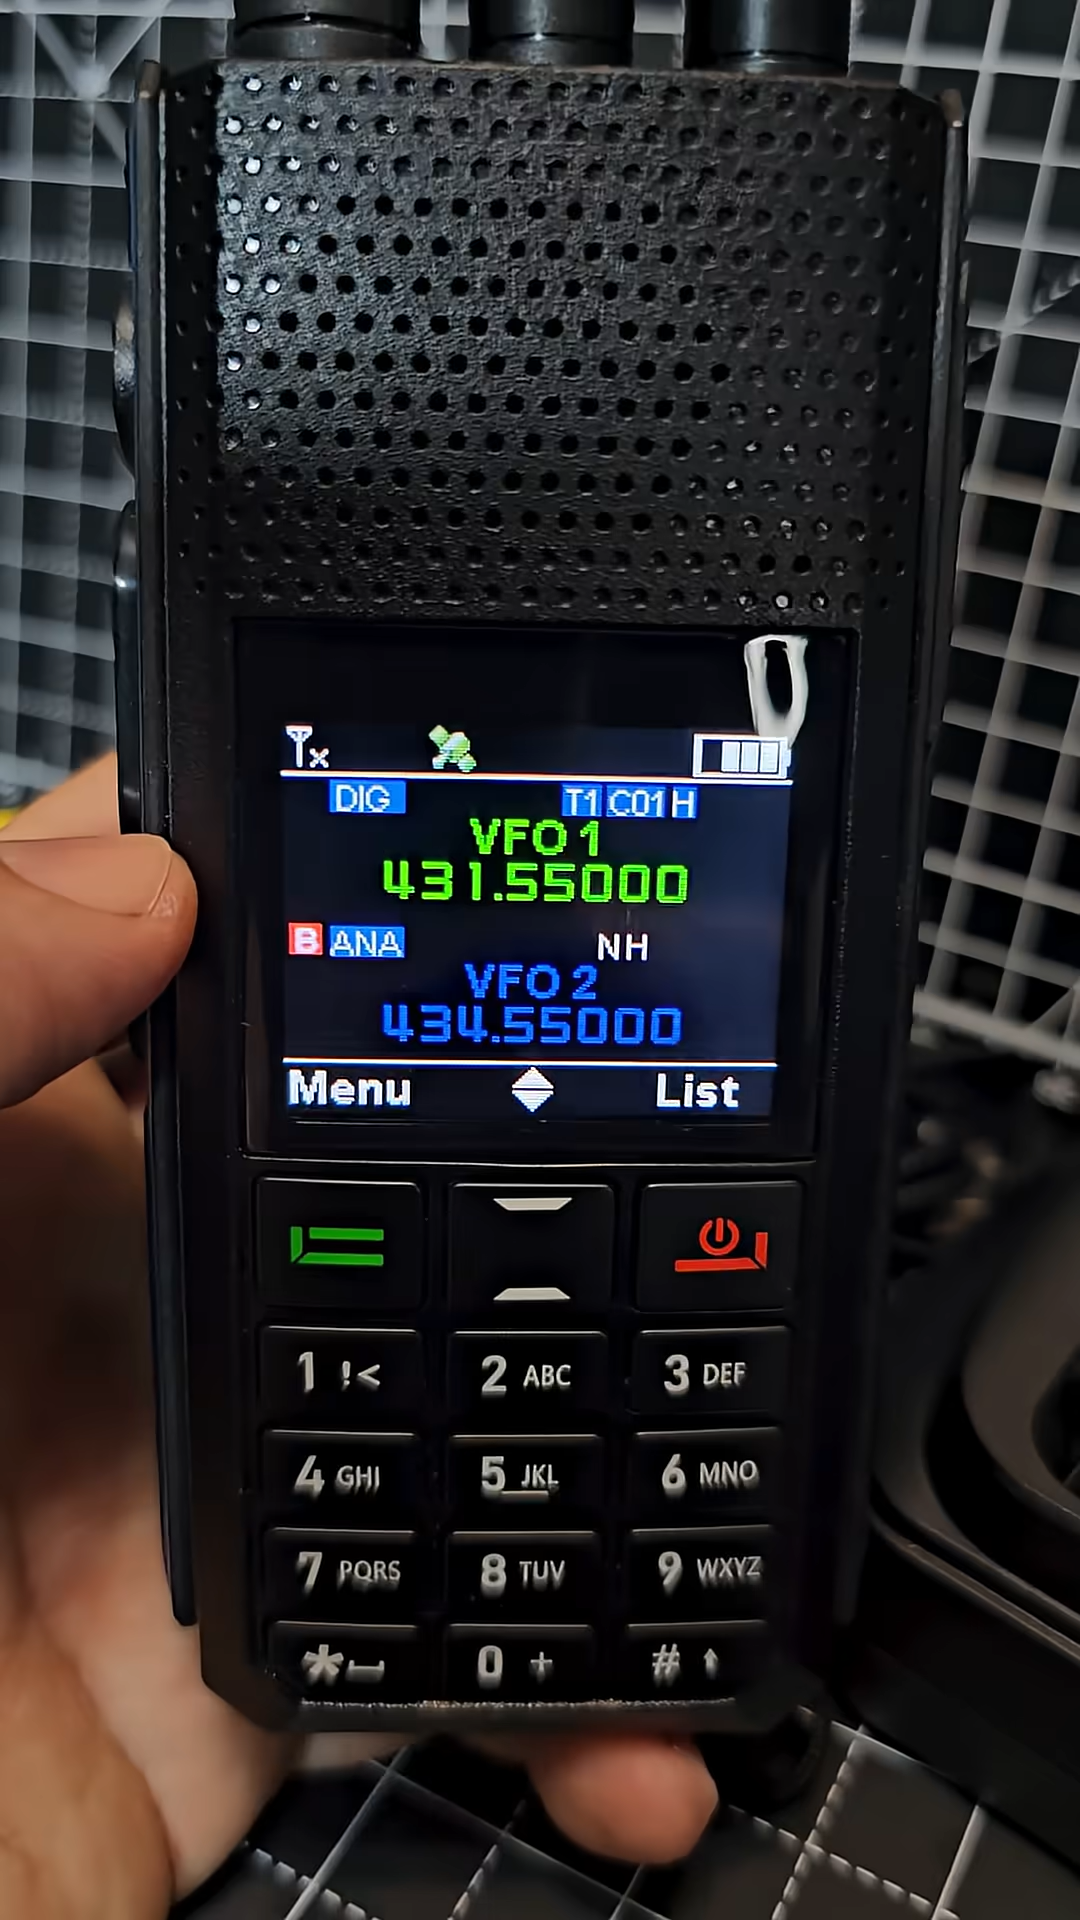 DIG T1 C01 H
VFO 1
431.55000
B ANA NH
VFO 2
434.55000
Menu List
1 !< 2 ABC 3 DEF
4 GHI 5 JKL 6 MNO
7 PQRS 8 TUV 9 WXYZ
* 0 + #